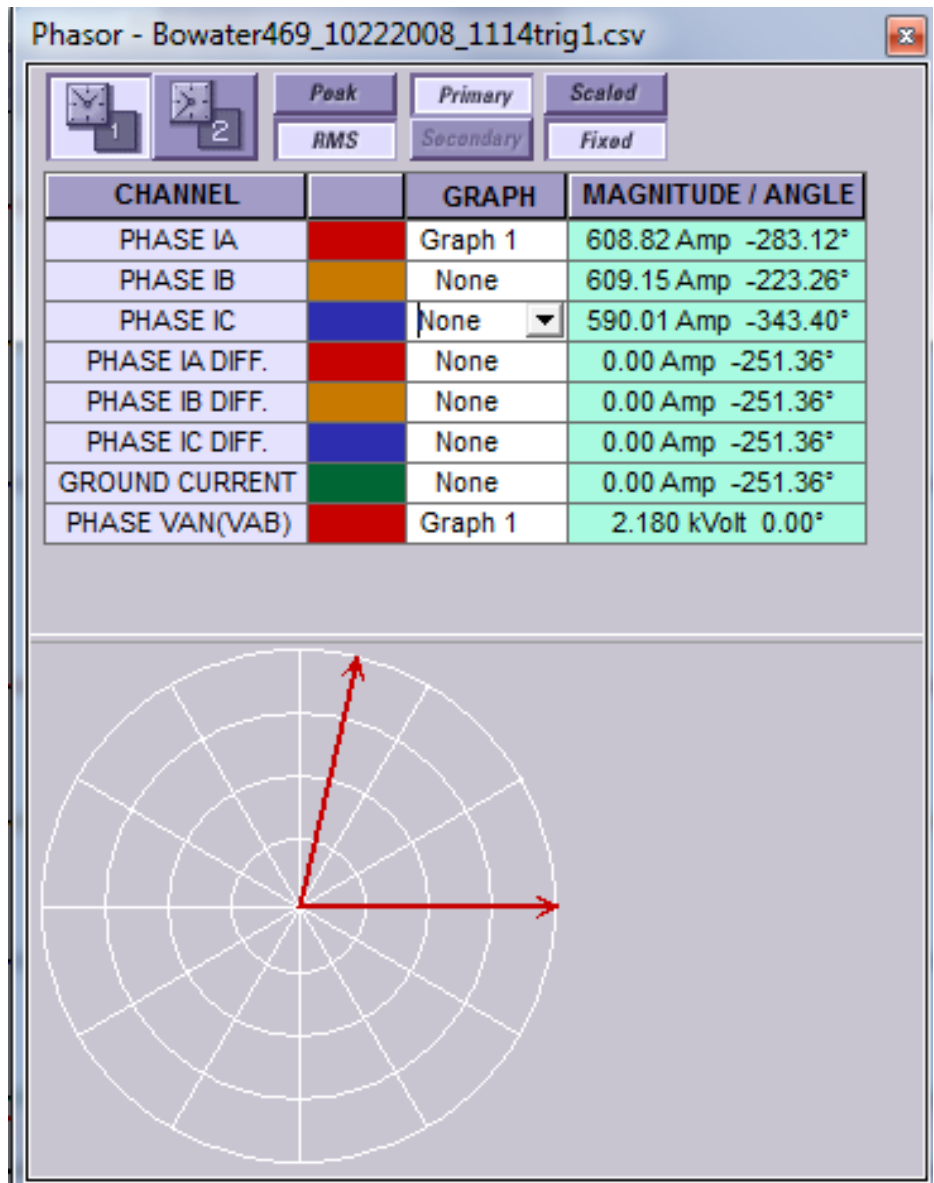 Phasor - Bowater469_10222008_1114trig1.csv
1 2 Peak Primary Scaled
RMS Secondary Fixed
CHANNEL GRAPH MAGNITUDE / ANGLE
PHASE IA Graph 1 608.82 Amp -283.12°
PHASE IB None 609.15 Amp -223.26°
PHASE IC None 590.01 Amp -343.40°
PHASE IA DIFF. None 0.00 Amp -251.36°
PHASE IB DIFF. None 0.00 Amp -251.36°
PHASE IC DIFF. None 0.00 Amp -251.36°
GROUND CURRENT None 0.00 Amp -251.36°
PHASE VAN(VAB) Graph 1 2.180 kVolt 0.00°